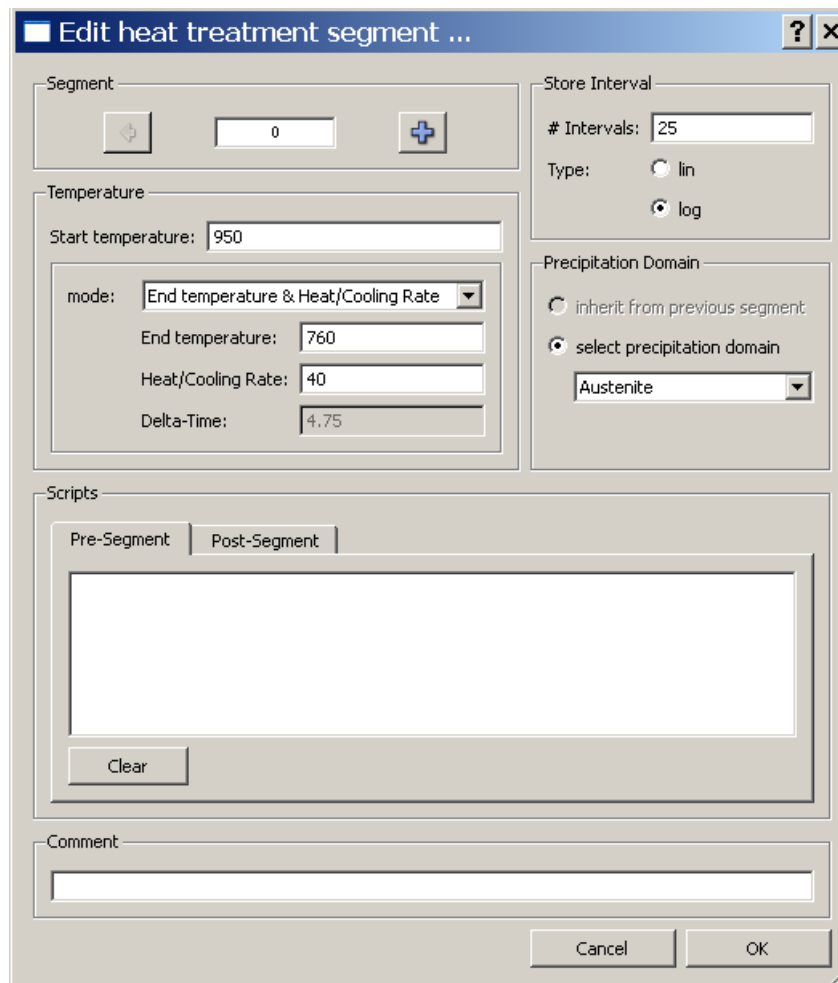 Edit heat treatment segment ...
Segment
0
Store Interval
# Intervals: 25
Type: lin
log
Temperature
Start temperature: 950
mode: End temperature & Heat/Cooling Rate
End temperature: 760
Heat/Cooling Rate: 40
Delta-Time: 4.75
Precipitation Domain
inherit from previous segment
select precipitation domain
Austenite
Scripts
Pre-Segment Post-Segment
Clear
Comment
Cancel OK